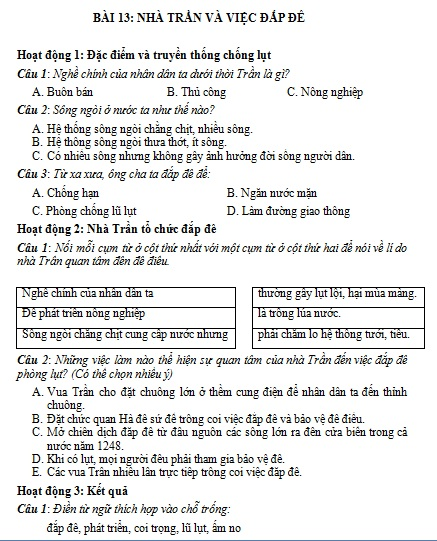 BÀI 13: NHÀ TRẦN VÀ VIỆC ĐẮP ĐÊ
Hoạt động 1: Đặc điểm và truyền thống chống lụt
Câu 1: Nghề chính của nhân dân ta dưới thời Trần là gì?
A. Buôn bán B. Thủ công C. Nông nghiệp
Câu 2: Sông ngòi ở nước ta như thế nào?
A. Hệ thống sông ngòi chằng chịt, nhiều sông.
B. Hệ thống sông ngòi thưa thớt, ít sông.
C. Có nhiều sông nhưng không gây ảnh hưởng đời sông người dân.
Câu 3: Từ xa xưa, ông cha ta đắp đê để:
A. Chống hạn B. Ngăn nước mặn
C. Phòng chống lũ lụt D. Làm đường giao thông
Hoạt động 2: Nhà Trần tổ chức đắp đê
Câu 1: Nối mỗi cụm từ ở cột thứ nhất với một cụm từ ở cột thứ hai để nói về lí do
nhà Trần quan tâm đến đê điều.
Nghề chính của nhân dân ta thường gây lụt lội, hại mùa màng.
Để phát triển nông nghiệp là trồng lúa nước.
Sông ngòi chằng chịt cung cấp nước nhưng phải chăm lo hệ thống tưới, tiêu.
Câu 2: Những việc làm nào thể hiện sự quan tâm của nhà Trần đến việc đắp đê
phòng lụt? (Có thể chọn nhiều ý)
A. Vua Trần cho đặt chuông lớn ở thềm cung điện để nhân dân ta đến thỉnh
chuông.
B. Đặt chức quan Hà đê sứ để trông coi việc đắp đê và bảo vệ đê điều.
C. Mở chiến dịch đắp đê từ đầu nguồn các sông lớn ra đến cửa biển trong cả
nước năm 1248.
D. Khi có lụt, mọi người đều phải tham gia bảo vệ đê.
E. Các vua Trần nhiều lần trực tiếp trông coi việc đắp đê.
Hoạt động 3: Kết quả
Câu 1: Điền từ ngữ thích hợp vào chỗ trống:
đắp đê, phát triển, coi trọng, lũ lụt, ấm no